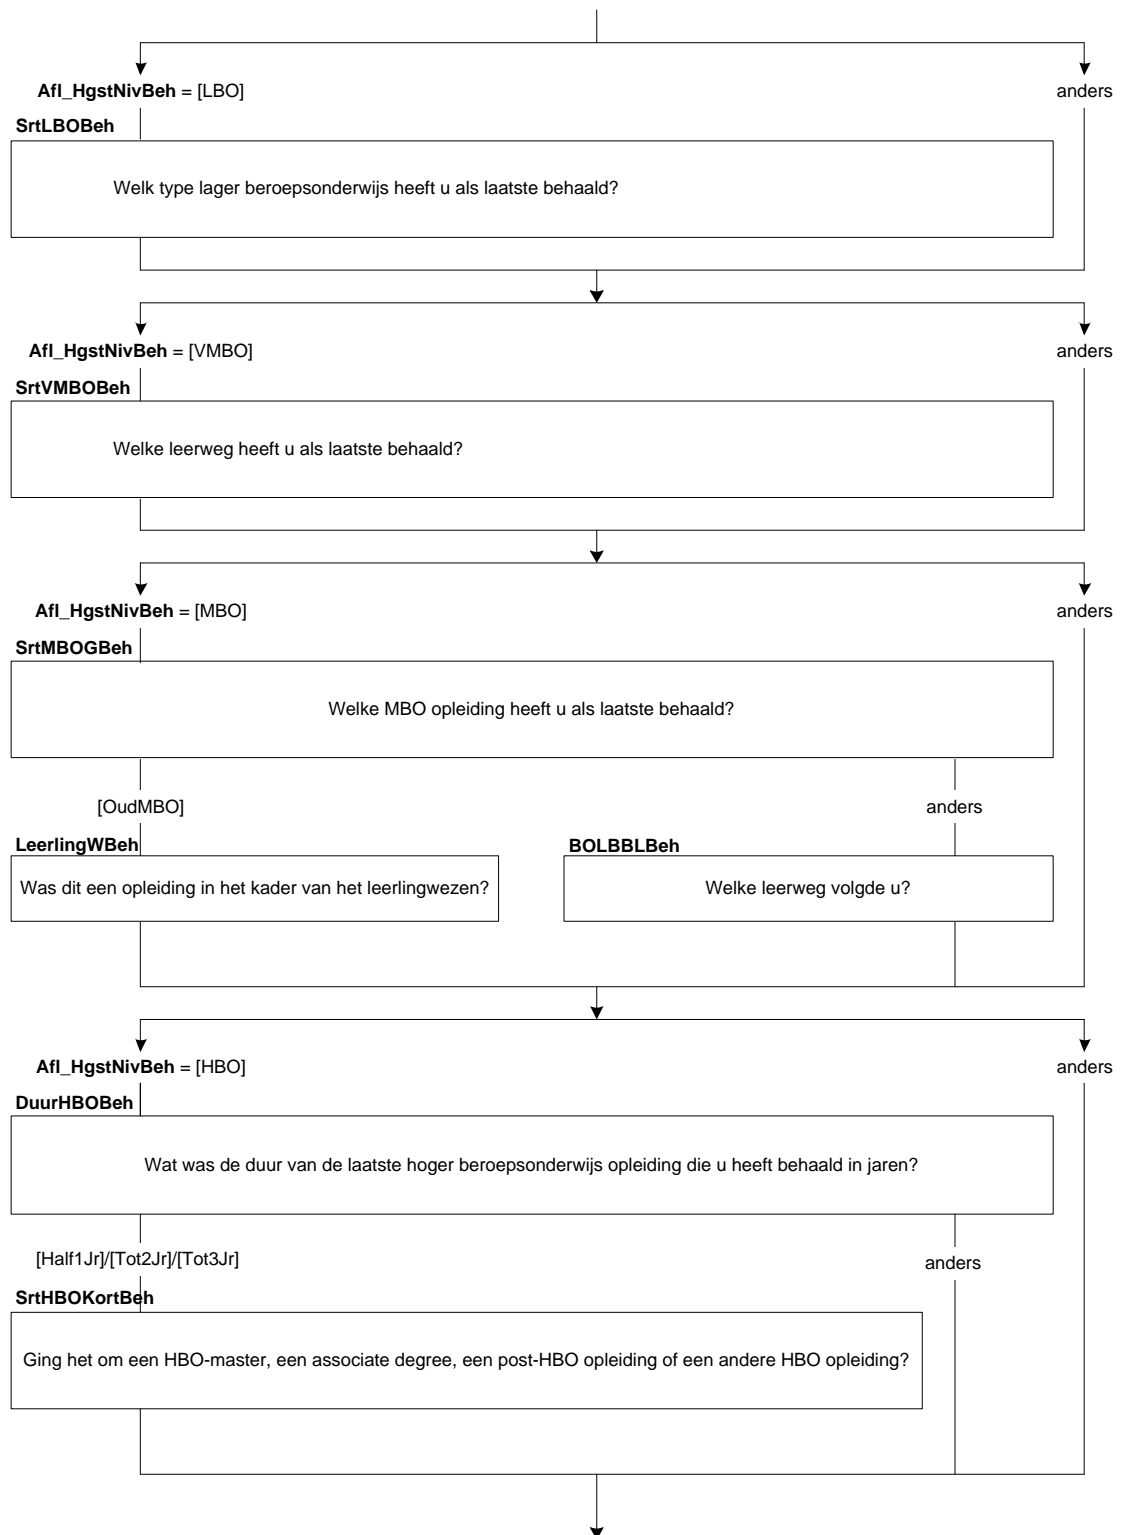 Afl_HgstNivBeh = [LBO]
anders
SrtLBOBeh
Welk type lager beroepsonderwijs heeft u als laatste behaald?
Afl_HgstNivBeh = [VMBO]
anders
SrtVMBOBeh
Welke leerweg heeft u als laatste behaald?
Afl_HgstNivBeh = [MBO]
anders
SrtMBOGBeh
Welke MBO opleiding heeft u als laatste behaald?
[OudMBO]
anders
LeerlingWBeh
BOLBBLBeh
Was dit een opleiding in het kader van het leerlingwezen?
Welke leerweg volgde u?
Afl_HgstNivBeh = [HBO]
anders
DuurHBOBeh
Wat was de duur van de laatste hoger beroepsonderwijs opleiding die u heeft behaald in jaren?
[Half1Jr]/[Tot2Jr]/[Tot3Jr]
anders
SrtHBOKortBeh
Ging het om een HBO-master, een associate degree, een post-HBO opleiding of een andere HBO opleiding?